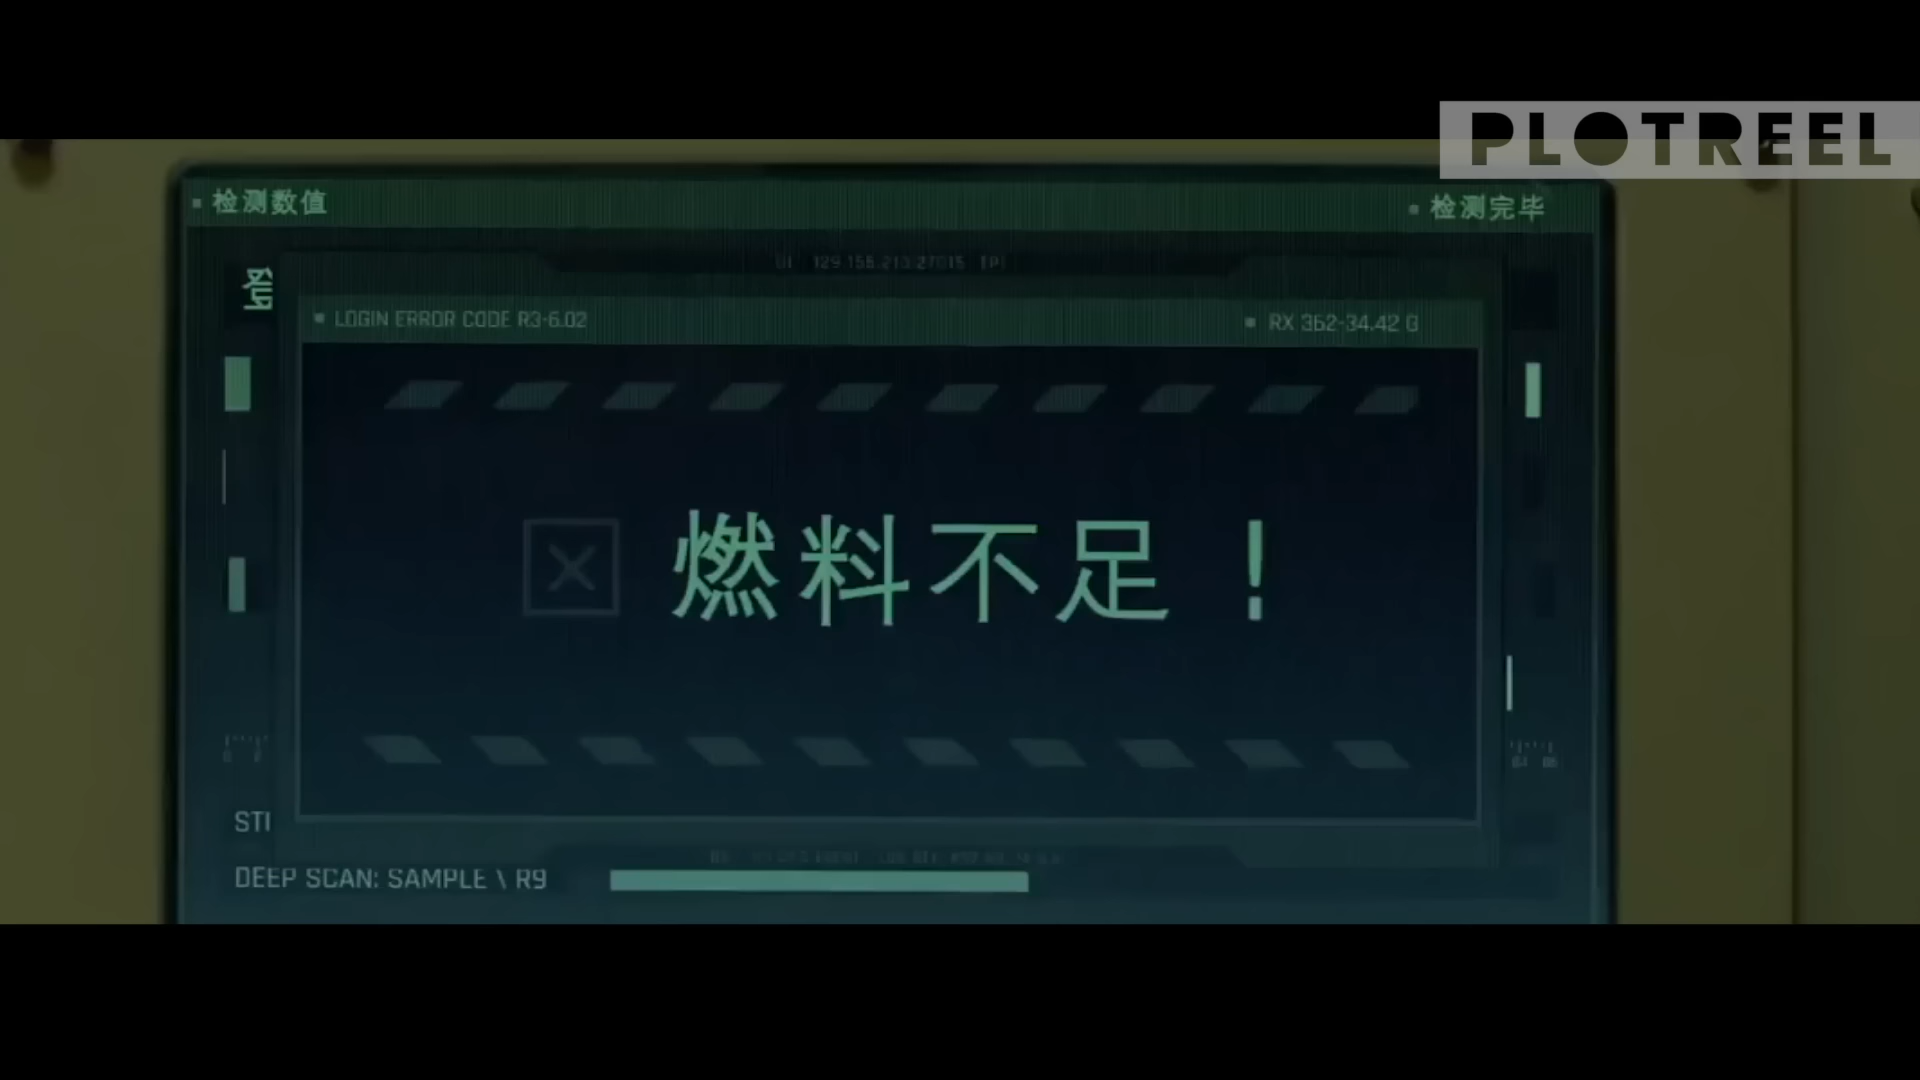 PLOTREEL
检测数值
检测完毕
LOGIN ERROR CODE R3-6.02
RX 362-34.42 G
燃料不足！
STI
DEEP SCAN: SAMPLE \ R9